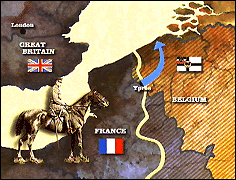 London
GREAT
BRITAIN
Ypres
BELGIUM
FRANCE